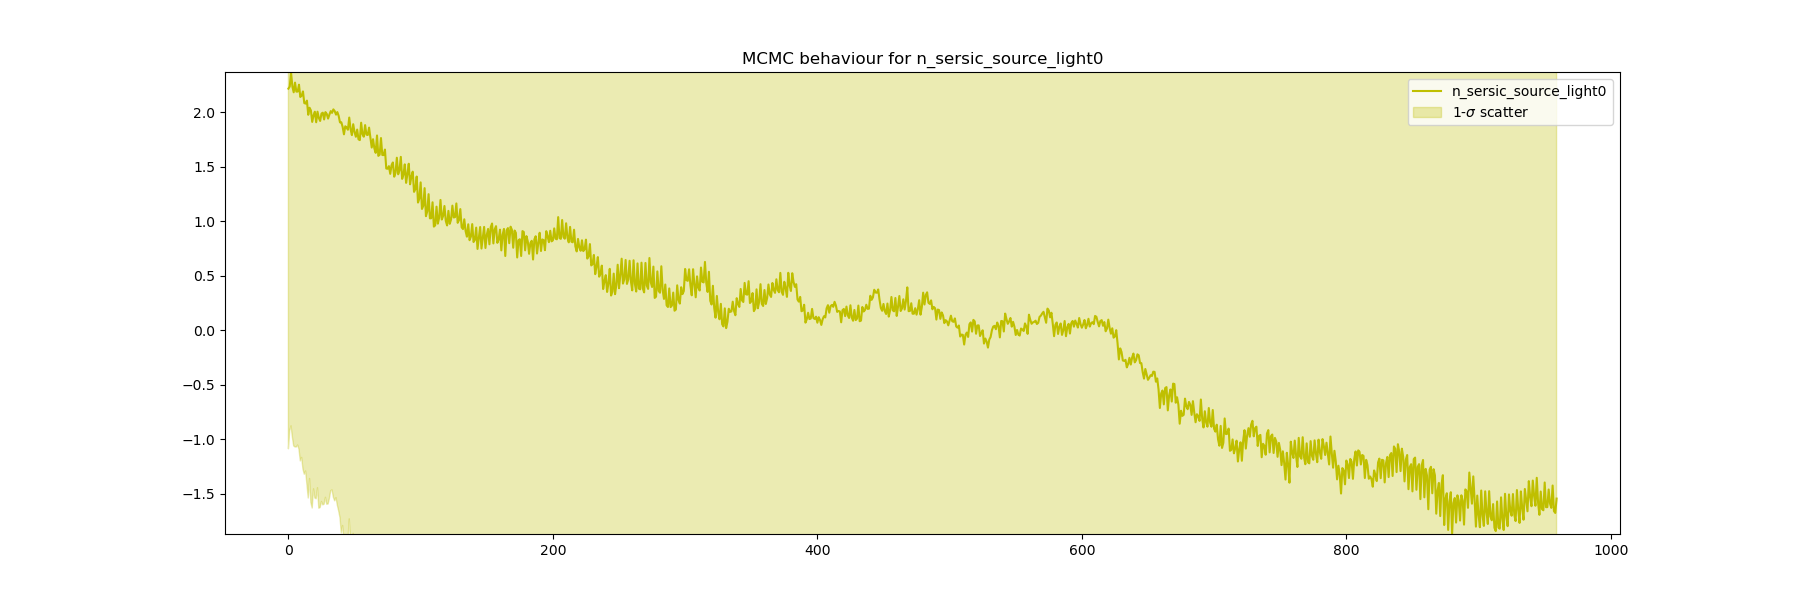 MCMC behaviour for n_sersic_source_light0
n_sersic_source_light0
1-σ scatter
2.0
1.5
1.0
0.5
0.0
−0.5
−1.0
−1.5
0 200 400 600 800 1000